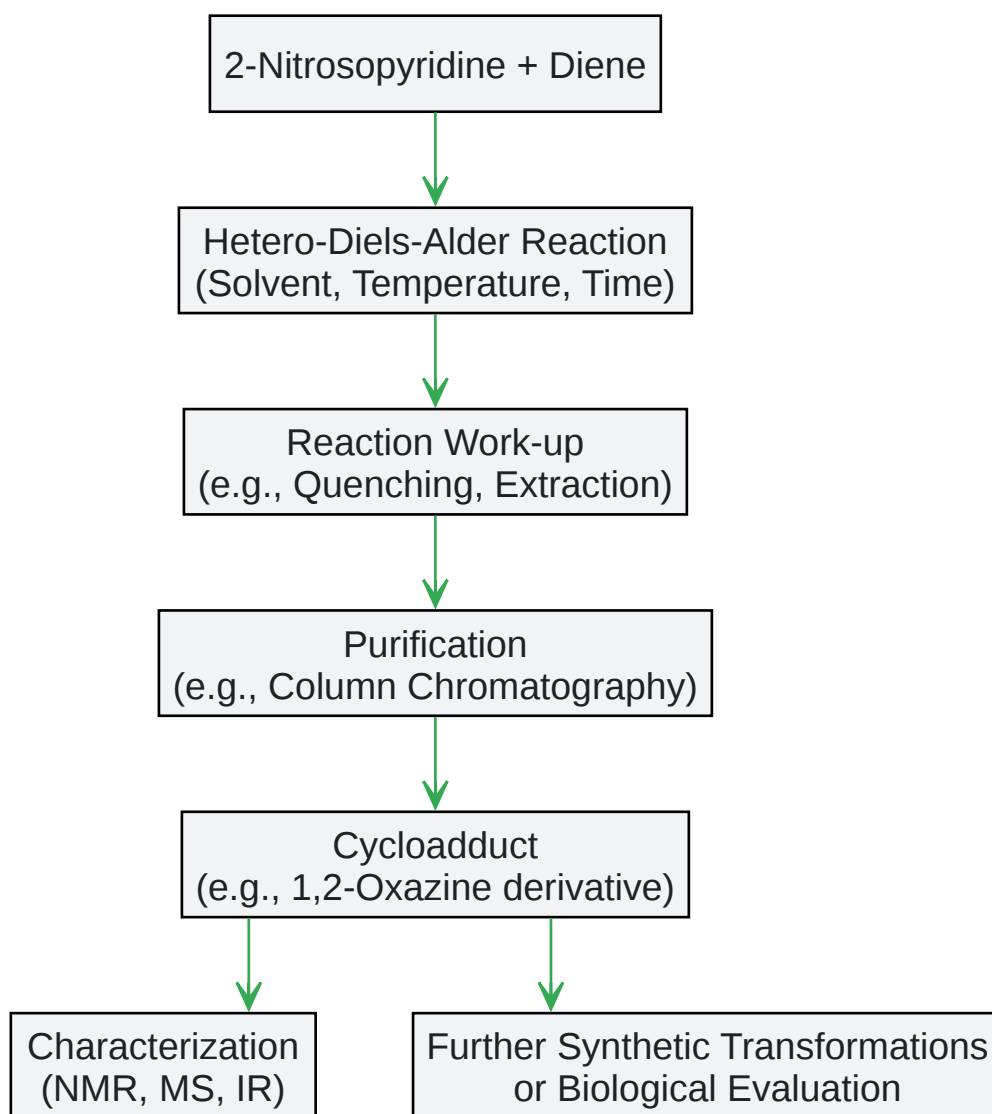 2-Nitrosopyridine + Diene
Hetero-Diels-Alder Reaction
(Solvent, Temperature, Time)
Reaction Work-up
(e.g., Quenching, Extraction)
Purification
(e.g., Column Chromatography)
Cycloadduct
(e.g., 1,2-Oxazine derivative)
Characterization
(NMR, MS, IR)
Further Synthetic Transformations
or Biological Evaluation